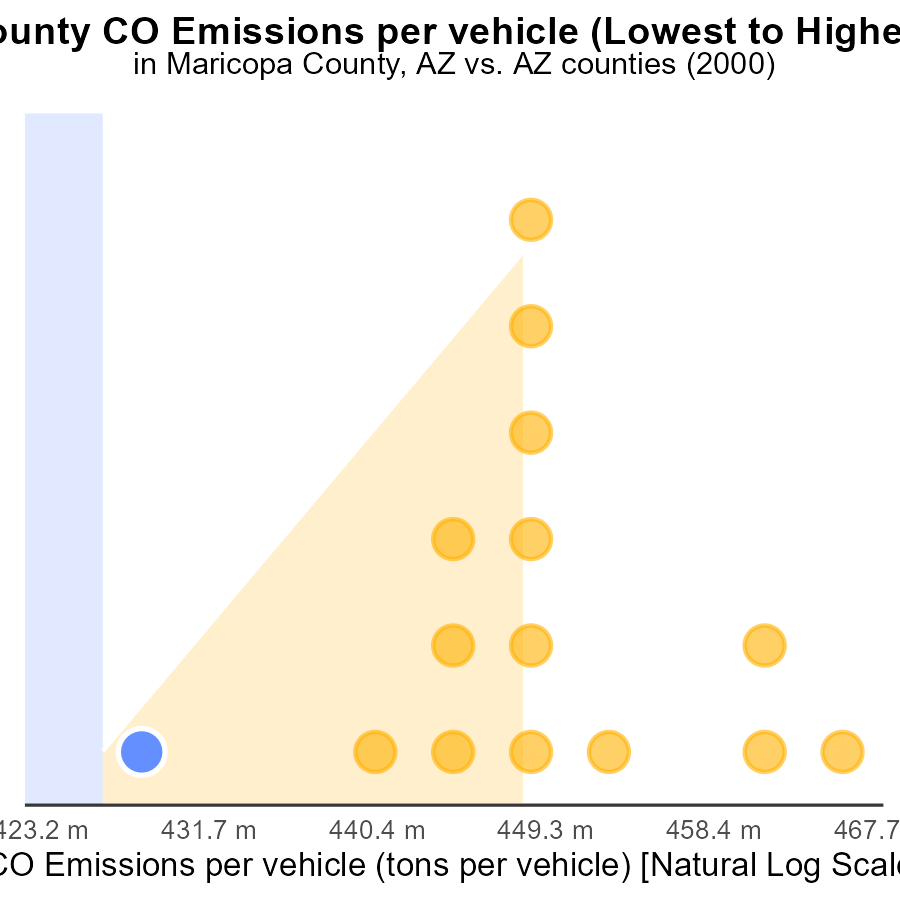 ounty CO Emissions per vehicle (Lowest to Highe
in Maricopa County, AZ vs. AZ counties (2000)
423.2 m 431.7 m 440.4 m 449.3 m 458.4 m 467.7
CO Emissions per vehicle (tons per vehicle) [Natural Log Scale